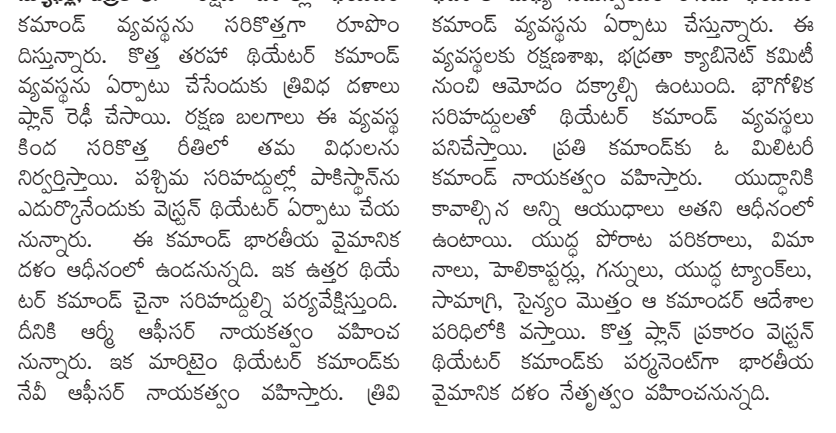 కమాండ్ వ్యవస్థను సరికొత్తగా రూపొం
దిస్తున్నారు. కొత్త తరహా థియేటర్ కమాండ్
వ్యవస్థను ఏర్పాటు చేసేందుకు త్రివిధ దళాలు
ప్లాన్ రెఢీ చేసాయి. రక్షణ బలగాలు ఈ వ్యవస్థ
కింద సరికొత్త రీతిలో తమ విధులను
నిర్వర్తిస్తాయి. పశ్చిమ సరిహద్దుల్లో పాకిస్థాన్‌ను
ఎదుర్కొనేందుకు వెస్ట్రన్ థియేటర్ ఏర్పాటు చేయ
నున్నారు. ఈ కమాండ్ భారతీయ వైమానిక
దళం ఆధీనంలో ఉండనున్నది. ఇక ఉత్తర థియే
టర్ కమాండ్ చైనా సరిహద్దుల్ని పర్యవేక్షిస్తుంది.
దీనికి ఆర్మీ ఆఫీసర్ నాయకత్వం వహించ
నున్నారు. ఇక మారిటైం థియేటర్ కమాండ్‌కు
నేవీ ఆఫీసర్ నాయకత్వం వహిస్తారు. త్రివి
కమాండ్ వ్యవస్థను ఏర్పాటు చేస్తున్నారు. ఈ
వ్యవస్థలకు రక్షణశాఖ, భద్రతా క్యాబినెట్ కమిటీ
నుంచి ఆమోదం దక్కాల్సి ఉంటుంది. భౌగోళిక
సరిహద్దులతో థియేటర్ కమాండ్ వ్యవస్థలు
పనిచేస్తాయి. ప్రతి కమాండ్‌కు ఓ మిలిటరీ
కమాండ్ నాయకత్వం వహిస్తారు. యుద్ధానికి
కావాల్సిన అన్ని ఆయుధాలు అతని ఆధీనంలో
ఉంటాయి. యుద్ధ పోరాట పరికరాలు, విమా
నాలు, హెలికాప్టర్లు, గన్నులు, యుద్ధ ట్యాంక్‌లు,
సామాగ్రి, సైన్యం మొత్తం ఆ కమాండర్ ఆదేశాల
పరిధిలోకి వస్తాయి. కొత్త ప్లాన్ ప్రకారం వెస్ట్రన్
థియేటర్ కమాండ్‌కు పర్మనెంట్‌గా భారతీయ
వైమానిక దళం నేతృత్వం వహించనున్నది.